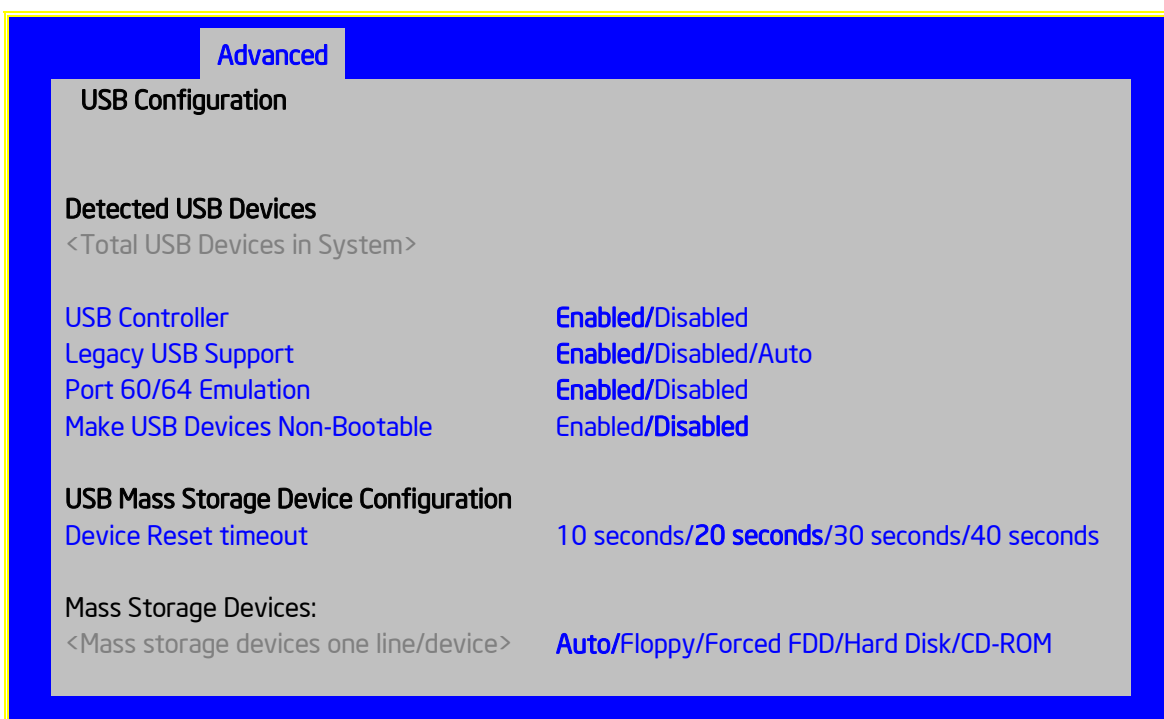 Advanced
USB Configuration
Detected USB Devices
<Total USB Devices in System>
USB Controller Enabled/Disabled
Legacy USB Support Enabled/Disabled/Auto
Port 60/64 Emulation Enabled/Disabled
Make USB Devices Non-Bootable Enabled/Disabled
USB Mass Storage Device Configuration
Device Reset timeout 10 seconds/20 seconds/30 seconds/40 seconds
Mass Storage Devices:
<Mass storage devices one line/device> Auto/Floppy/Forced FDD/Hard Disk/CD-ROM